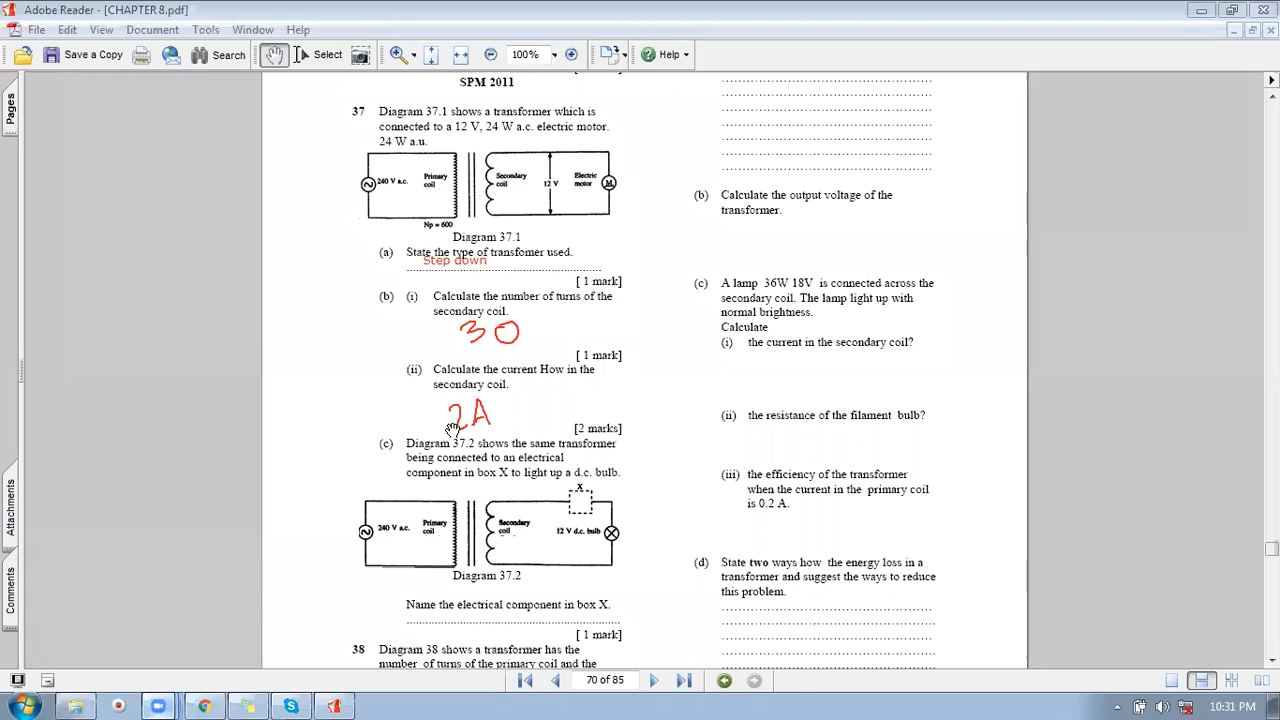 Adobe Reader - [CHAPTER 8.pdf]
File Edit View Document Tools Window Help
Save a Copy Search Select 100% Help
Pages
Attachments
Comments
SPM 2011
37 Diagram 37.1 shows a transformer which is
connected to a 12 V, 24 W a.c. electric motor.
24 W a.u.
240 V a.c. Primary coil Secondary coil 12 V Electric motor M
Np = 600
Diagram 37.1
(a) State the type of transfomer used.
Step down
[ 1 mark]
(b) (i) Calculate the number of turns of the
secondary coil.
30
[ 1 mark]
(ii) Calculate the current How in the
secondary coil.
2A
[2 marks]
(c) Diagram 37.2 shows the same transformer
being connected to an electrical
component in box X to light up a d.c. bulb.
X
240 V a.c. Primary coil Secondary coil 12 V d.c. bulb
Diagram 37.2
Name the electrical component in box X.
[ 1 mark]
38 Diagram 38 shows a transformer has the
number of turns of the primary coil and the
(b) Calculate the output voltage of the
transformer.
(c) A lamp 36W 18V is connected across the
secondary coil. The lamp light up with
normal brightness.
Calculate
(i) the current in the secondary coil?
(ii) the resistance of the filament bulb?
(iii) the efficiency of the transformer
when the current in the primary coil
is 0.2 A.
(d) State two ways how the energy loss in a
transformer and suggest the ways to reduce
this problem.
70 of 85
10:31 PM